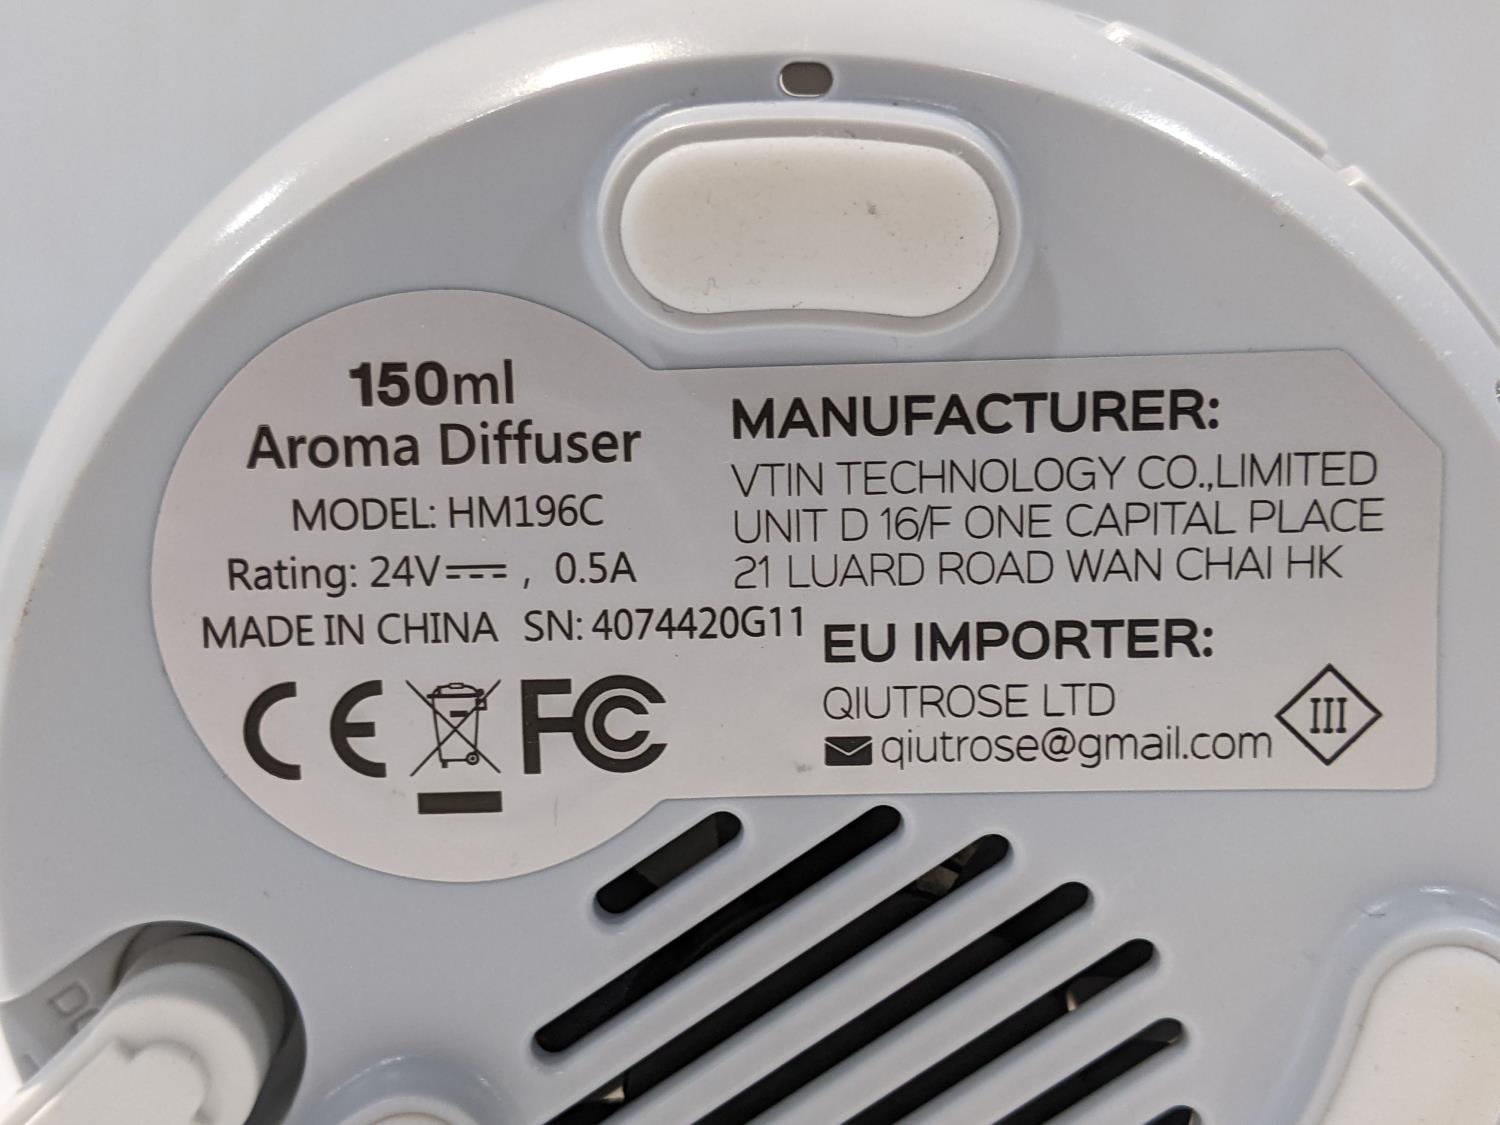 150ml
Aroma Diffuser
MODEL: HM196C
Rating: 24V⎓, 0.5A
MADE IN CHINA SN: 4074420G11
CE FC
MANUFACTURER:
VTIN TECHNOLOGY CO.,LIMITED
UNIT D 16/F ONE CAPITAL PLACE
21 LUARD ROAD WAN CHAI HK
EU IMPORTER:
QIUTROSE LTD
qiutrose@gmail.com
III